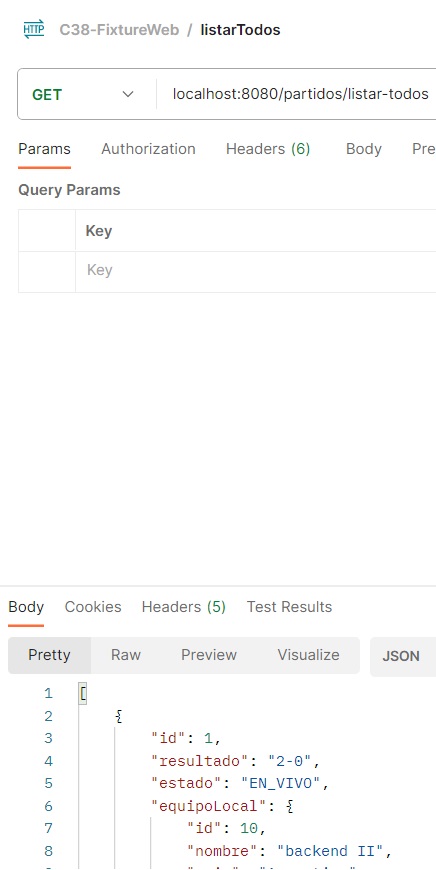 HTTP C38-FixtureWeb / listarTodos
GET localhost:8080/partidos/listar-todos
Params Authorization Headers (6) Body Pre
Query Params
Key
Key
Body Cookies Headers (5) Test Results
Pretty Raw Preview Visualize JSON
1 [
2 {
3 "id": 1,
4 "resultado": "2-0",
5 "estado": "EN_VIVO",
6 "equipoLocal": {
7 "id": 10,
8 "nombre": "backend II",